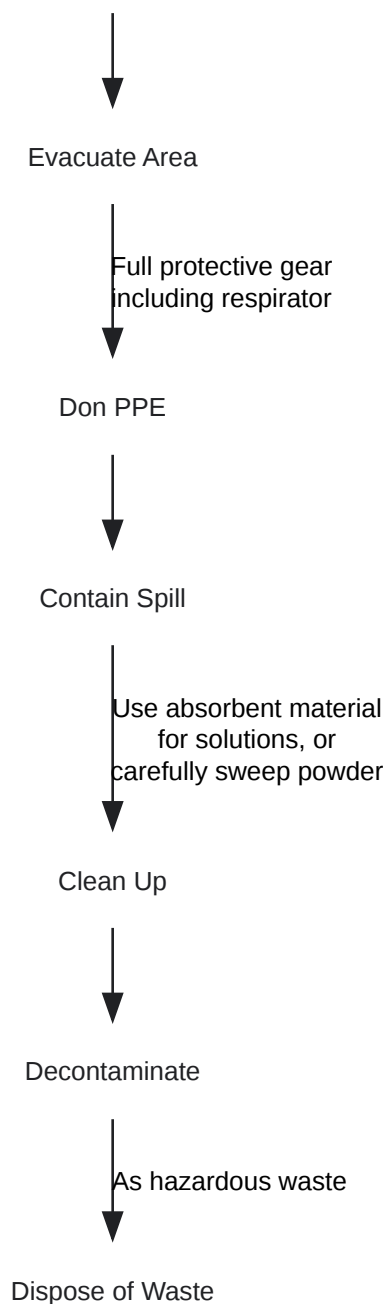 Evacuate Area
Full protective gear
including respirator
Don PPE
Contain Spill
Use absorbent material
for solutions, or
carefully sweep powder
Clean Up
Decontaminate
As hazardous waste
Dispose of Waste